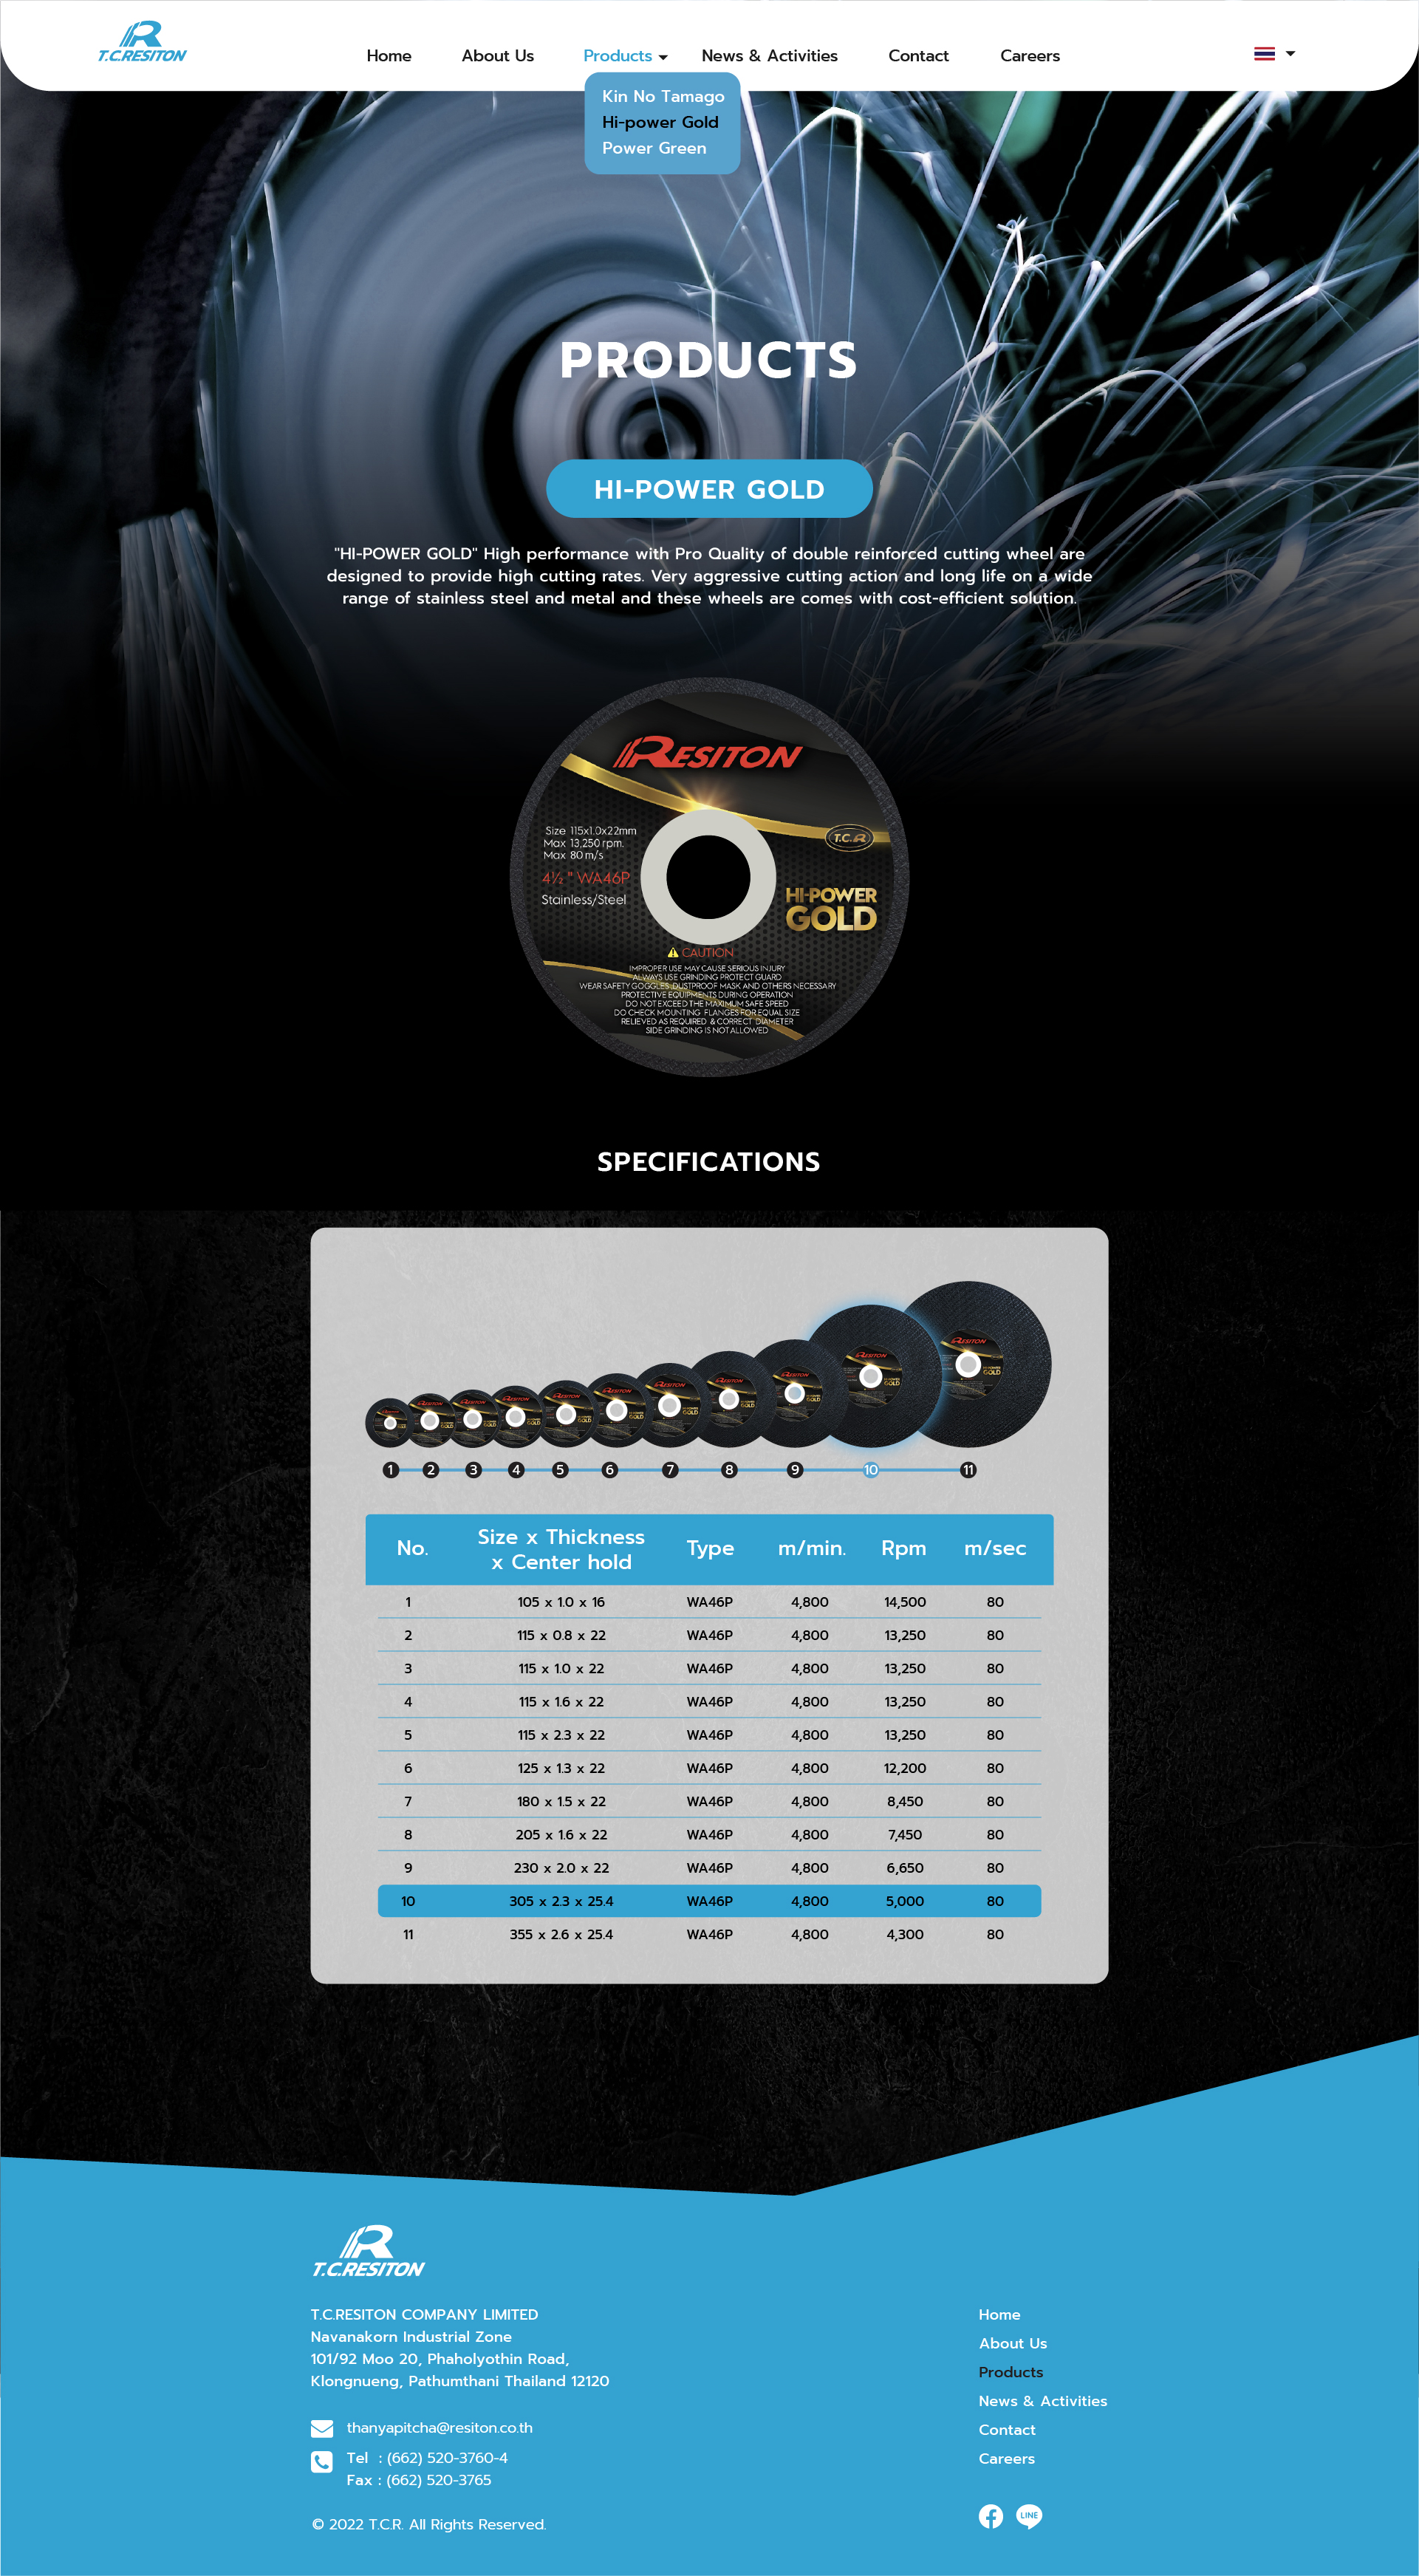 T.C.RESITON
Home About Us Products News & Activities Contact Careers
Kin No Tamago
Hi-power Gold
Power Green
PRODUCTS
HI-POWER GOLD
"HI-POWER GOLD" High performance with Pro Quality of double reinforced cutting wheel are
designed to provide high cutting rates. Very aggressive cutting action and long life on a wide
range of stainless steel and metal and these wheels are comes with cost-efficient solution.
RESITON
Size 115x1.0x22mm
Max 13,250 rpm.
Max 80 m/s
4½ " WA46P
Stainless/Steel
T.C.R
HI-POWER
GOLD
CAUTION
IMPROPER USE MAY CAUSE SERIOUS INJURY
ALWAYS USE GRINDING PROTECT GUARD
WEAR SAFETY GOGGLES ,DUSTPROOF MASK AND OTHERS NECESSARY
PROTECTIVE EQUIPMENTS DURING OPERATION
DO NOT EXCEED THE MAXIMUM SAFE SPEED
DO CHECK MOUNTING FLANGES FOR EQUAL SIZE
RELIEVED AS REQUIRED & CORRECT DIAMETER
SIDE GRINDING IS NOT ALLOWED
SPECIFICATIONS
1 2 3 4 5 6 7 8 9 10 11
No. Size x Thickness x Center hold Type m/min. Rpm m/sec
1 105 x 1.0 x 16 WA46P 4,800 14,500 80
2 115 x 0.8 x 22 WA46P 4,800 13,250 80
3 115 x 1.0 x 22 WA46P 4,800 13,250 80
4 115 x 1.6 x 22 WA46P 4,800 13,250 80
5 115 x 2.3 x 22 WA46P 4,800 13,250 80
6 125 x 1.3 x 22 WA46P 4,800 12,200 80
7 180 x 1.5 x 22 WA46P 4,800 8,450 80
8 205 x 1.6 x 22 WA46P 4,800 7,450 80
9 230 x 2.0 x 22 WA46P 4,800 6,650 80
10 305 x 2.3 x 25.4 WA46P 4,800 5,000 80
11 355 x 2.6 x 25.4 WA46P 4,800 4,300 80
T.C.RESITON
T.C.RESITON COMPANY LIMITED
Navanakorn Industrial Zone
101/92 Moo 20, Phaholyothin Road,
Klongnueng, Pathumthani Thailand 12120
thanyapitcha@resiton.co.th
Tel : (662) 520-3760-4
Fax : (662) 520-3765
© 2022 T.C.R. All Rights Reserved.
Home
About Us
Products
News & Activities
Contact
Careers
LINE